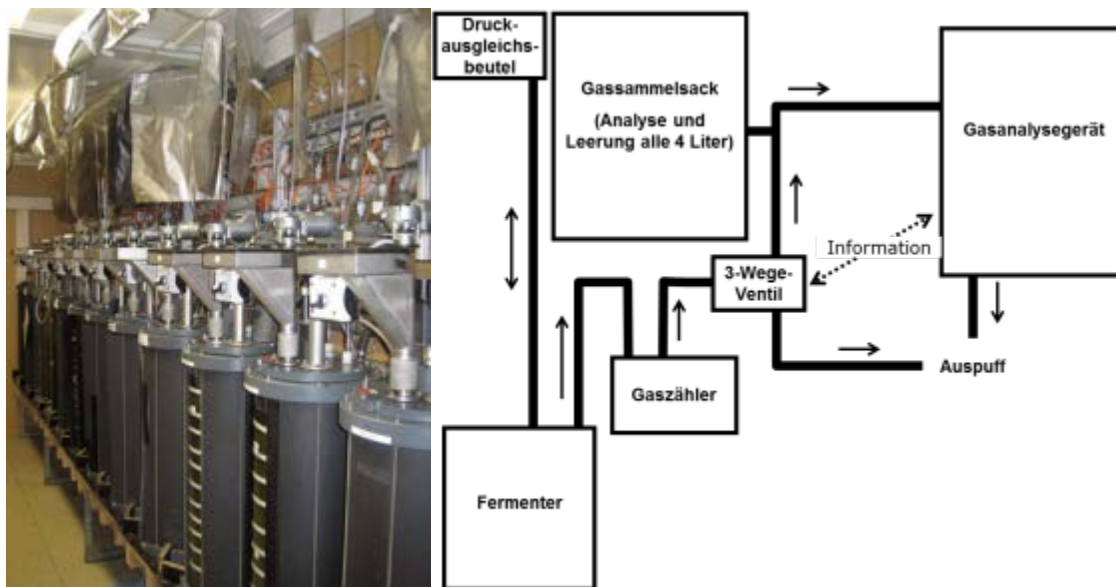 Druck-
ausgleichs-
beutel
Gassammelsack
(Analyse und
Leerung alle 4 Liter)
Gasanalysegerät
Information
3-Wege-
Ventil
Gaszähler
Auspuff
Fermenter